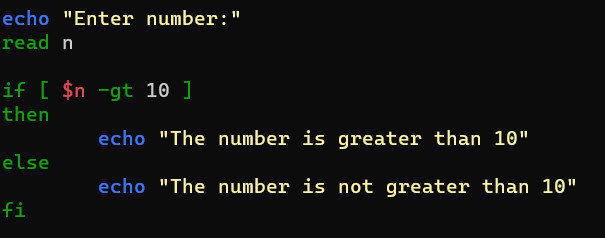 echo "Enter number:"
read n

if [ $n -gt 10 ]
then
        echo "The number is greater than 10"
else
        echo "The number is not greater than 10"
fi